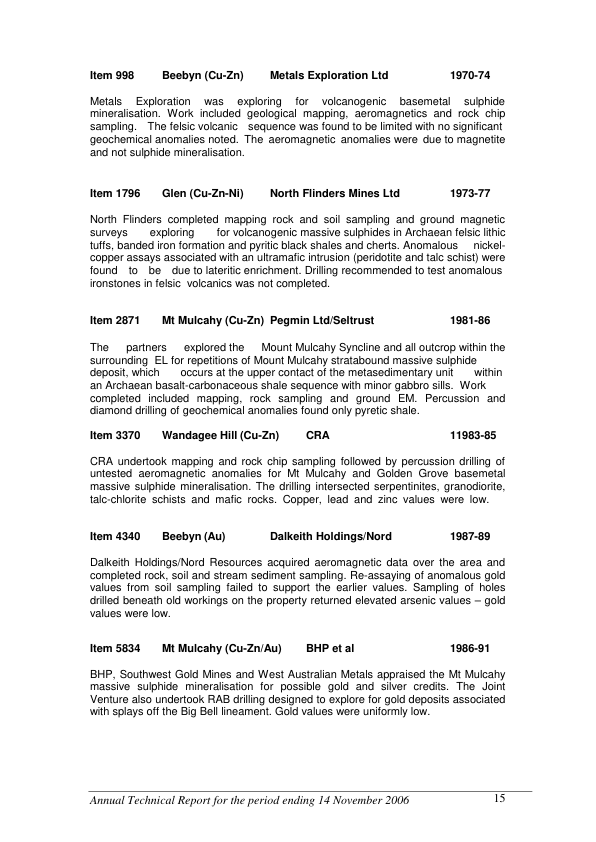 Item 998 Beebyn (Cu-Zn) Metals Exploration Ltd 1970-74
Metals Exploration was exploring for volcanogenic basemetal sulphide
mineralisation. Work included geological mapping, aeromagnetics and rock chip
sampling. The felsic volcanic sequence was found to be limited with no significant
geochemical anomalies noted. The aeromagnetic anomalies were due to magnetite
and not sulphide mineralisation.
Item 1796 Glen (Cu-Zn-Ni) North Flinders Mines Ltd 1973-77
North Flinders completed mapping rock and soil sampling and ground magnetic
surveys exploring for volcanogenic massive sulphides in Archaean felsic lithic
tuffs, banded iron formation and pyritic black shales and cherts. Anomalous nickel-
copper assays associated with an ultramafic intrusion (peridotite and talc schist) were
found to be due to lateritic enrichment. Drilling recommended to test anomalous
ironstones in felsic volcanics was not completed.
Item 2871 Mt Mulcahy (Cu-Zn) Pegmin Ltd/Seltrust 1981-86
The partners explored the Mount Mulcahy Syncline and all outcrop within the
surrounding EL for repetitions of Mount Mulcahy stratabound massive sulphide
deposit, which occurs at the upper contact of the metasedimentary unit within
an Archaean basalt-carbonaceous shale sequence with minor gabbro sills. Work
completed included mapping, rock sampling and ground EM. Percussion and
diamond drilling of geochemical anomalies found only pyretic shale.
Item 3370 Wandagee Hill (Cu-Zn) CRA 11983-85
CRA undertook mapping and rock chip sampling followed by percussion drilling of
untested aeromagnetic anomalies for Mt Mulcahy and Golden Grove basemetal
massive sulphide mineralisation. The drilling intersected serpentinites, granodiorite,
talc-chlorite schists and mafic rocks. Copper, lead and zinc values were low.
Item 4340 Beebyn (Au) Dalkeith Holdings/Nord 1987-89
Dalkeith Holdings/Nord Resources acquired aeromagnetic data over the area and
completed rock, soil and stream sediment sampling. Re-assaying of anomalous gold
values from soil sampling failed to support the earlier values. Sampling of holes
drilled beneath old workings on the property returned elevated arsenic values – gold
values were low.
Item 5834 Mt Mulcahy (Cu-Zn/Au) BHP et al 1986-91
BHP, Southwest Gold Mines and West Australian Metals appraised the Mt Mulcahy
massive sulphide mineralisation for possible gold and silver credits. The Joint
Venture also undertook RAB drilling designed to explore for gold deposits associated
with splays off the Big Bell lineament. Gold values were uniformly low.
Annual Technical Report for the period ending 14 November 2006 15